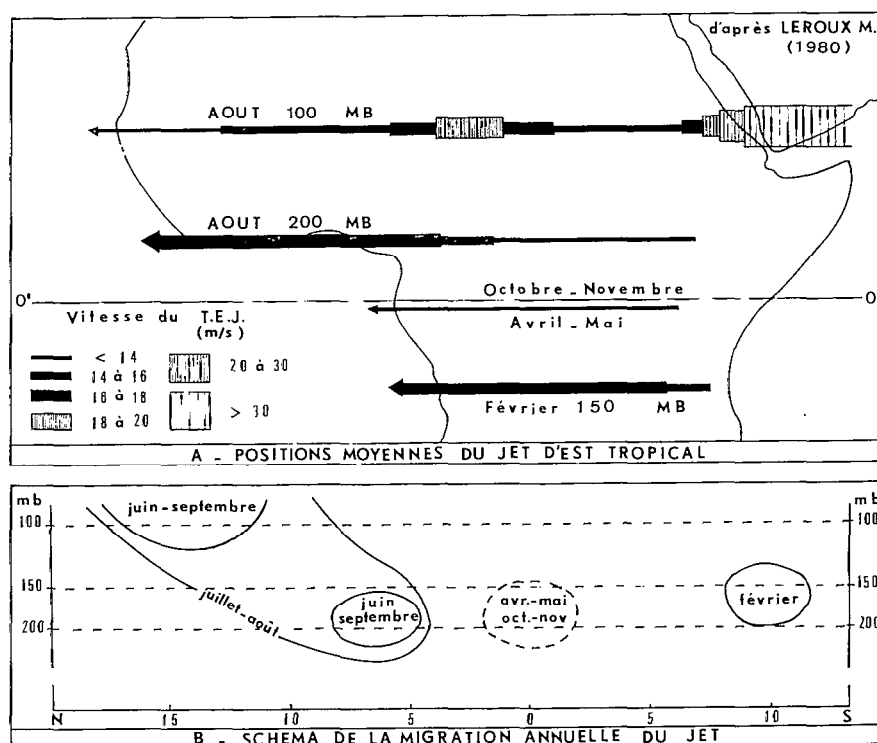 d'après LEROUX M.
(1980)
AOUT 100 MB
AOUT 200 MB
Octobre - Novembre
0° 0
Avril - Mai
Vitesse du T.E.J.
(m/s)
< 14
14 à 16
16 à 18
18 à 20
20 à 30
> 30
Février 150 MB
A - POSITIONS MOYENNES DU JET D'EST TROPICAL
mb mb
juin-septembre
100 100
150 150
juillet-août
juin
septembre
avr.-mai
oct.-nov
février
200 200
N 15 10 5 0 5 10 S
B - SCHEMA DE LA MIGRATION ANNUELLE DU JET